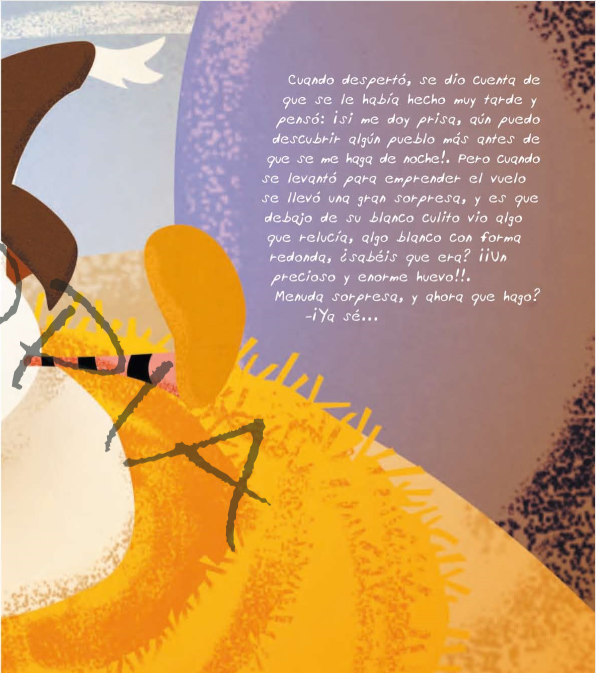 Cuando despertó, se dio cuenta de
que se le había hecho muy tarde y
pensó: ¡si me doy prisa, aún puedo
descubrir algún pueblo más antes de
que se me haga de noche!. Pero cuando
se levantó para emprender el vuelo
se llevó una gran sorpresa, y es que
debajo de su blanco culito vio algo
que relucía, algo blanco con forma
redonda, ¿sabéis que era? ¡¡Un
precioso y enorme huevo!!.
Menuda sorpresa, y ahora que hago?
-¡Ya sé...